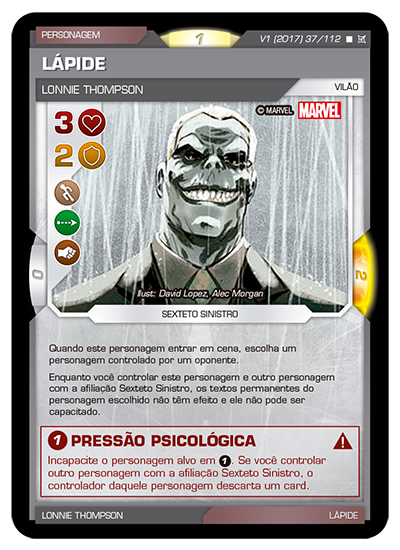 PERSONAGEM
1
V1 (2017) 37/112
LÁPIDE
LONNIE THOMPSON
VILÃO
3
© MARVEL MARVEL
2
0
2
Ilust: David Lopez, Alec Morgan
SEXTETO SINISTRO
Quando este personagem entrar em cena, escolha um
personagem controlado por um oponente.
Enquanto você controlar este personagem e outro personagem
com a afiliação Sexteto Sinistro, os textos permanentes do
personagem escolhido não têm efeito e ele não pode ser
capacitado.
1 PRESSÃO PSICOLÓGICA
Incapacite o personagem alvo em 1. Se você controlar
outro personagem com a afiliação Sexteto Sinistro, o
controlador daquele personagem descarta um card.
LONNIE THOMPSON
LÁPIDE